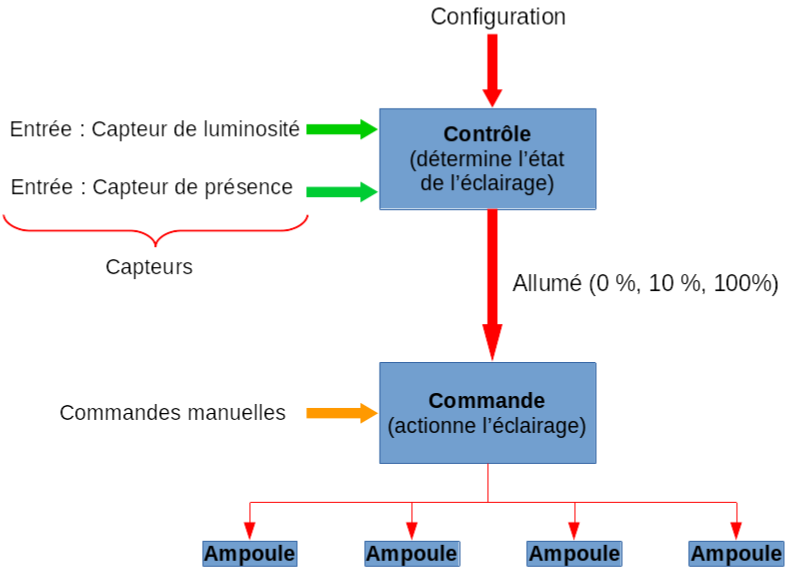 Configuration
Entrée : Capteur de luminosité
Contrôle
(détermine l'état
de l'éclairage)
Entrée : Capteur de présence
Capteurs
Allumé (0 %, 10 %, 100%)
Commandes manuelles
Commande
(actionne l'éclairage)
Ampoule
Ampoule
Ampoule
Ampoule